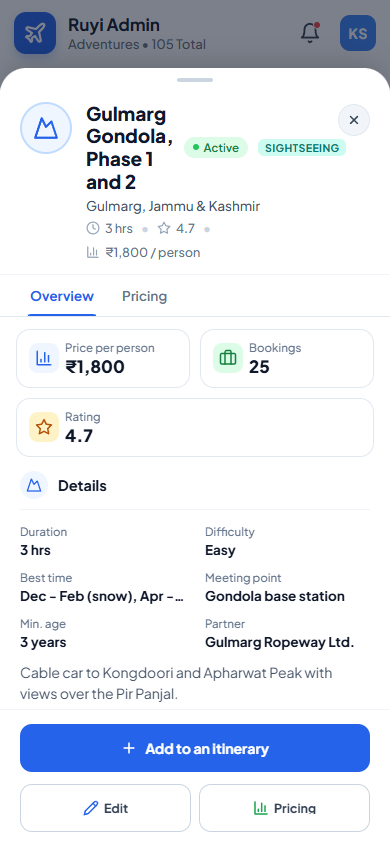 Ruyi Admin
Adventures • 105 Total
KS
Gulmarg
Gondola,
Phase 1
and 2
Active
SIGHTSEEING
Gulmarg, Jammu & Kashmir
3 hrs • 4.7 •
₹1,800 / person
Overview Pricing
Price per person
₹1,800
Bookings
25
Rating
4.7
Details
Duration
3 hrs
Difficulty
Easy
Best time
Dec – Feb (snow), Apr –…
Meeting point
Gondola base station
Min. age
3 years
Partner
Gulmarg Ropeway Ltd.
Cable car to Kongdoori and Apharwat Peak with
views over the Pir Panjal.
Add to an Itinerary
Edit
Pricing